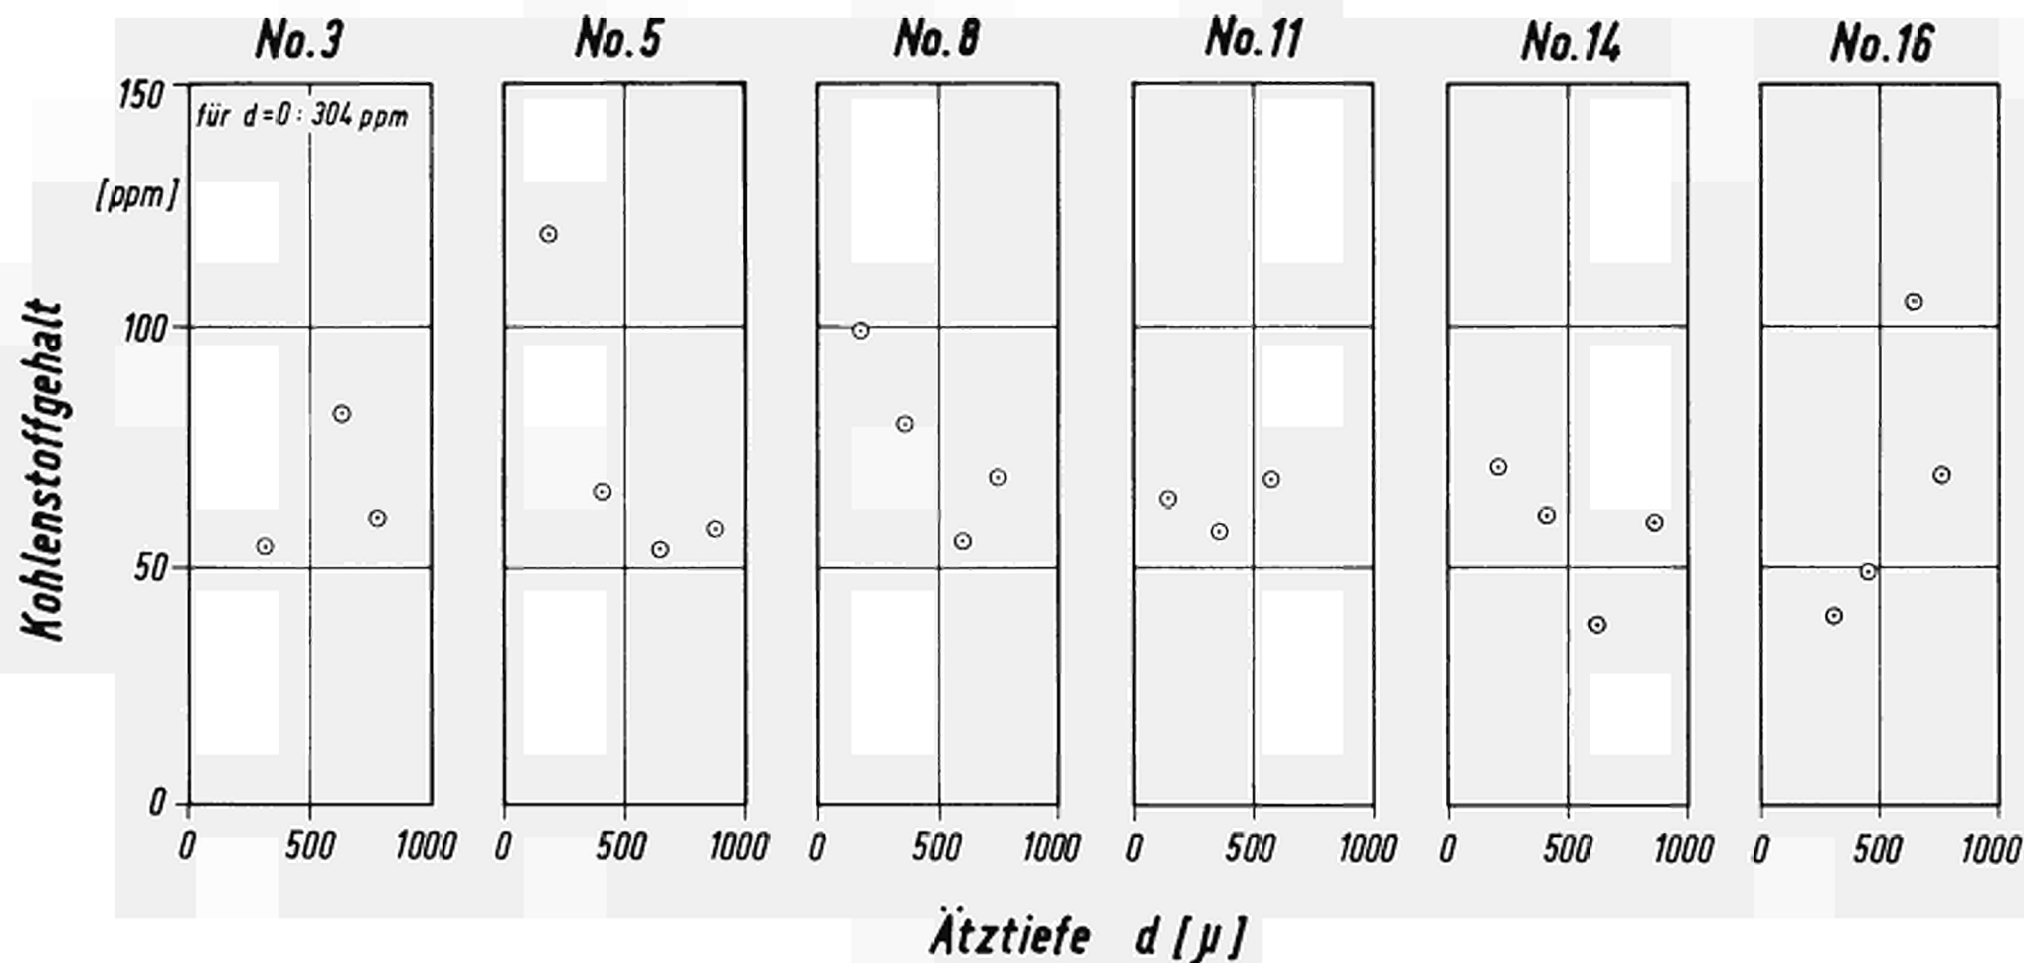 No.3 No.5 No.8 No.11 No.14 No.16
150
für d=0 : 304 ppm
[ppm]
100
50
0
Kohlenstoffgehalt
0 500 1000 0 500 1000 0 500 1000 0 500 1000 0 500 1000 0 500 1000
Ätztiefe d [µ]